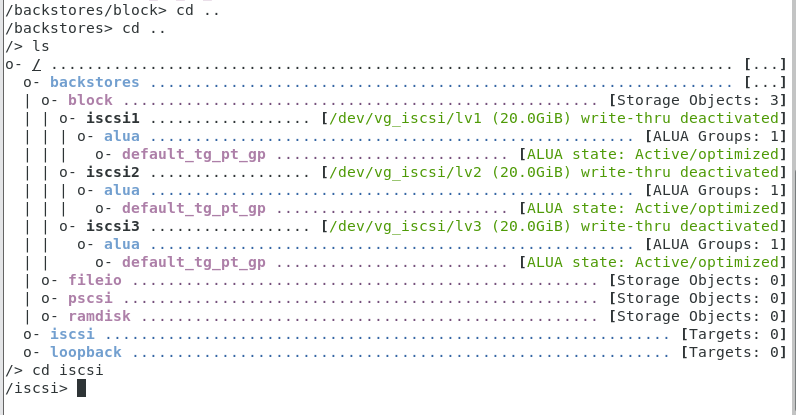 /backstores/block> cd ..
/backstores> cd ..
/> ls
o- / ........................................................................... [...]
  o- backstores ................................................................ [...]
  | o- block .................................................... [Storage Objects: 3]
  | | o- iscsi1 .................. [/dev/vg_iscsi/lv1 (20.0GiB) write-thru deactivated]
  | | | o- alua ..................................................... [ALUA Groups: 1]
  | | |   o- default_tg_pt_gp .......................... [ALUA state: Active/optimized]
  | | o- iscsi2 .................. [/dev/vg_iscsi/lv2 (20.0GiB) write-thru deactivated]
  | | | o- alua ..................................................... [ALUA Groups: 1]
  | | |   o- default_tg_pt_gp .......................... [ALUA state: Active/optimized]
  | | o- iscsi3 .................. [/dev/vg_iscsi/lv3 (20.0GiB) write-thru deactivated]
  | |   o- alua ..................................................... [ALUA Groups: 1]
  | |     o- default_tg_pt_gp .......................... [ALUA state: Active/optimized]
  | o- fileio ................................................... [Storage Objects: 0]
  | o- pscsi .................................................... [Storage Objects: 0]
  | o- ramdisk .................................................. [Storage Objects: 0]
  o- iscsi ............................................................... [Targets: 0]
  o- loopback ............................................................ [Targets: 0]
/> cd iscsi
/iscsi>